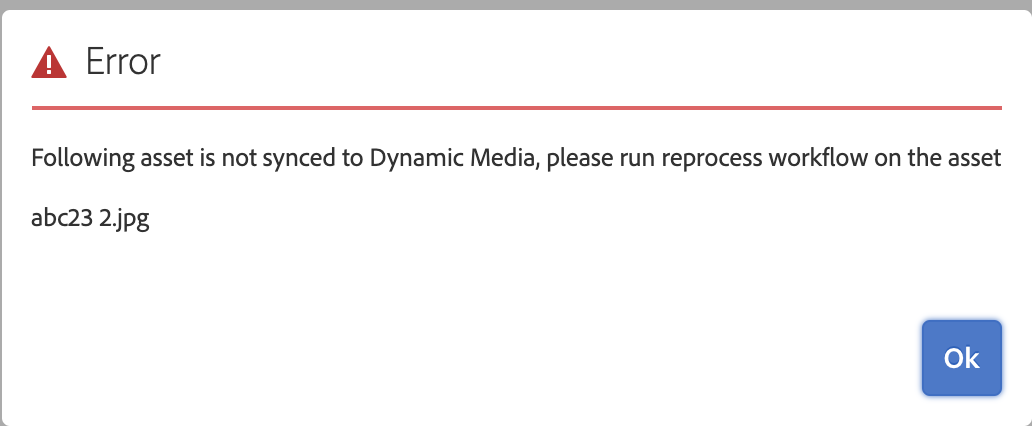 Error
Following asset is not synced to Dynamic Media, please run reprocess workflow on the asset
abc23 2.jpg
Ok